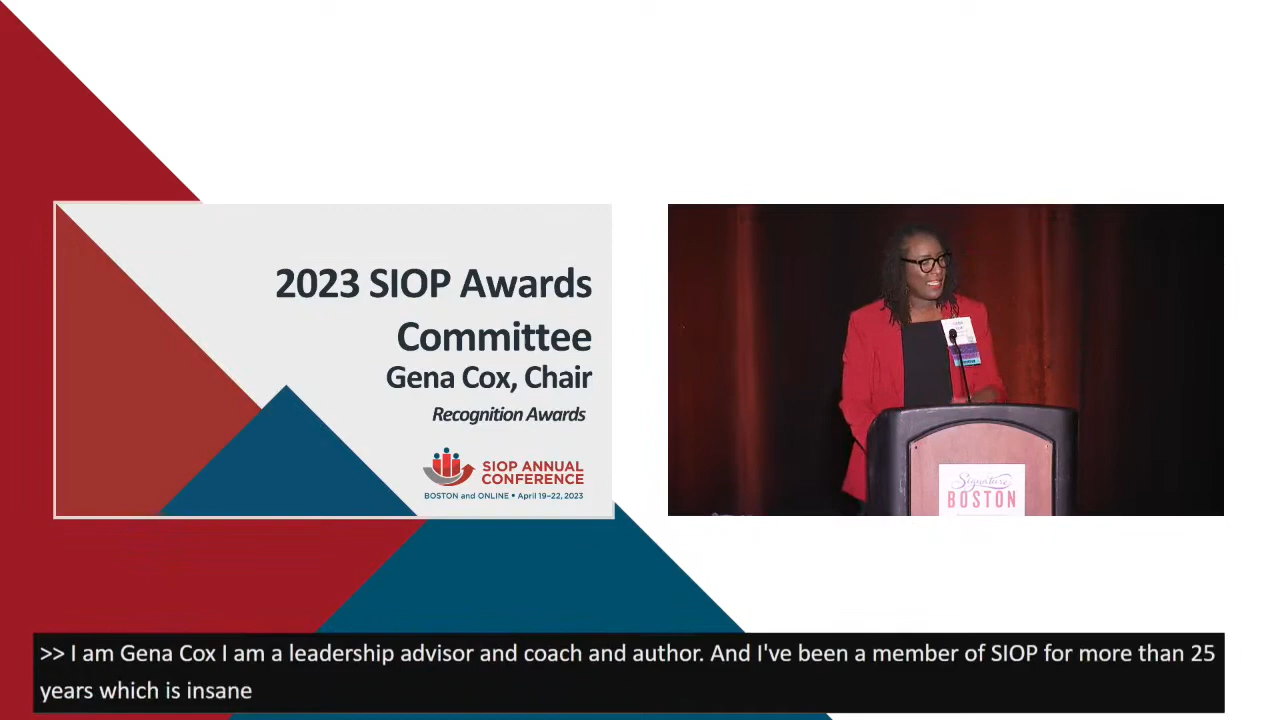 2023 SIOP Awards
Committee
Gena Cox, Chair
Recognition Awards
SIOP ANNUAL
CONFERENCE
BOSTON and ONLINE • April 19–22, 2023
Signature
BOSTON
>> I am Gena Cox I am a leadership advisor and coach and author. And I've been a member of SIOP for more than 25
years which is insane